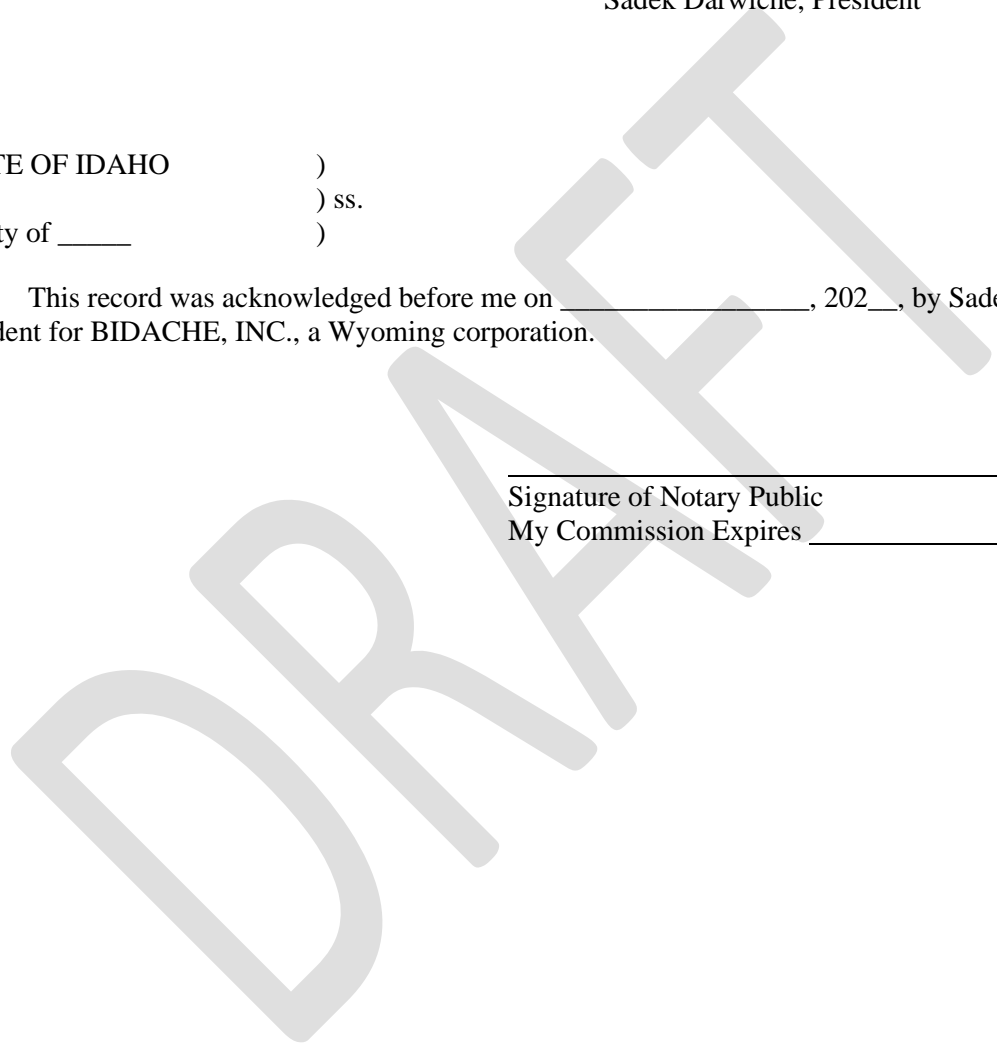 Sadek Darwiche, President
TE OF IDAHO )
) ss.
ty of _____ )
This record was acknowledged before me on _________________, 202__, by Sade
dent for BIDACHE, INC., a Wyoming corporation.
Signature of Notary Public
My Commission Expires
DRAFT